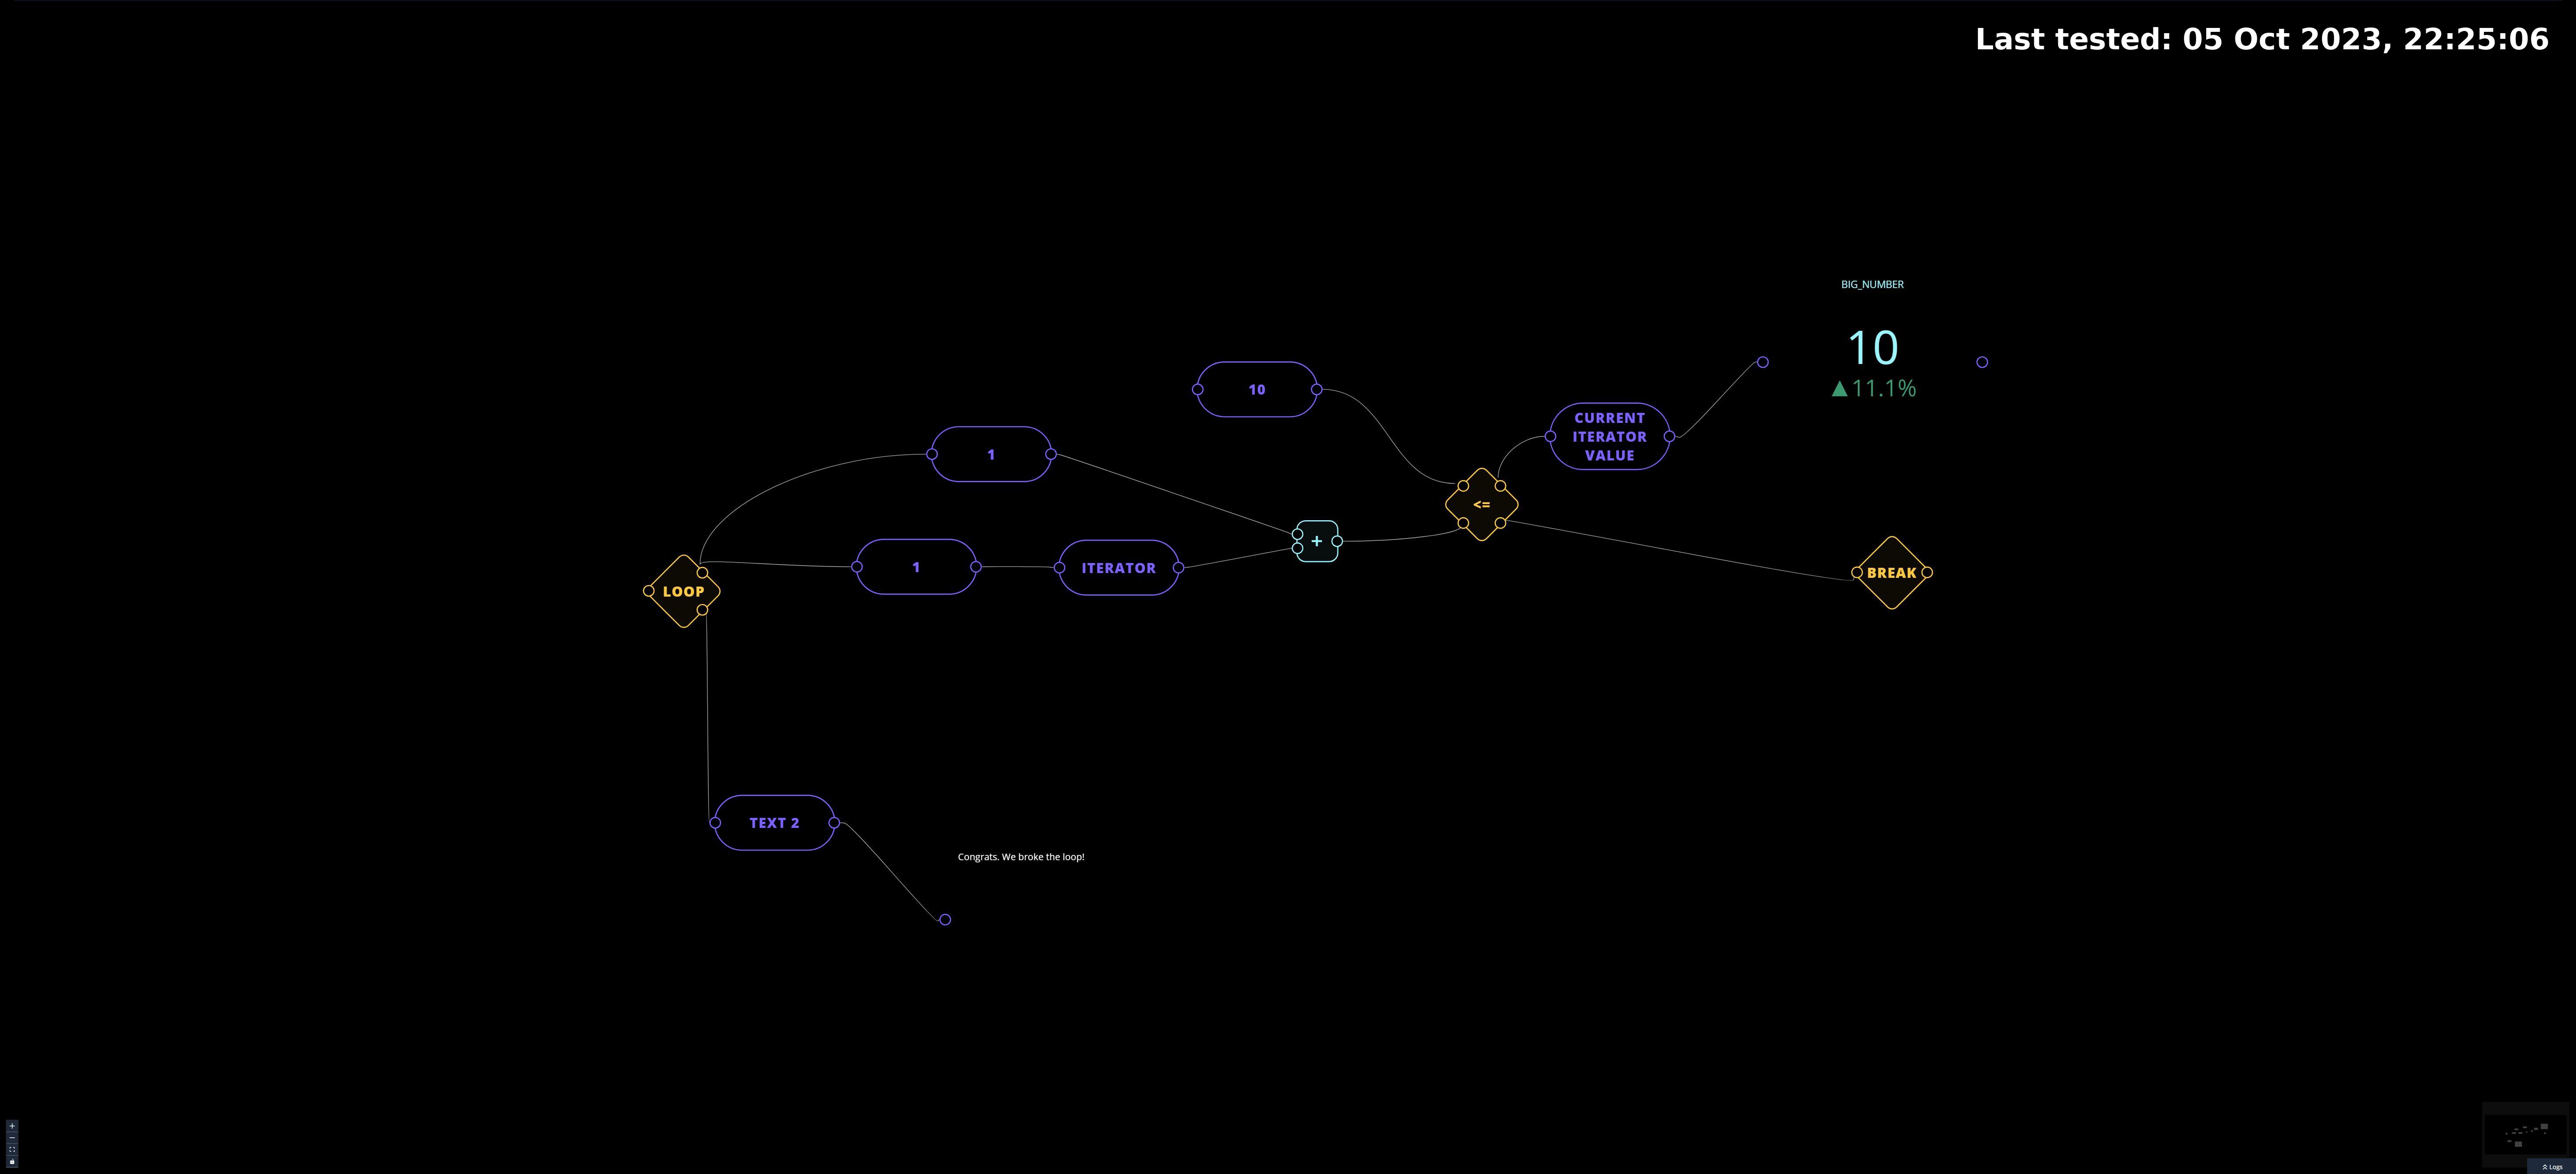 Last tested: 05 Oct 2023, 22:25:06
BIG_NUMBER
10
▲11.1%
10
CURRENT
ITERATOR
VALUE
1
<=
+
1
ITERATOR
LOOP
BREAK
TEXT 2
Congrats. We broke the loop!
Logs